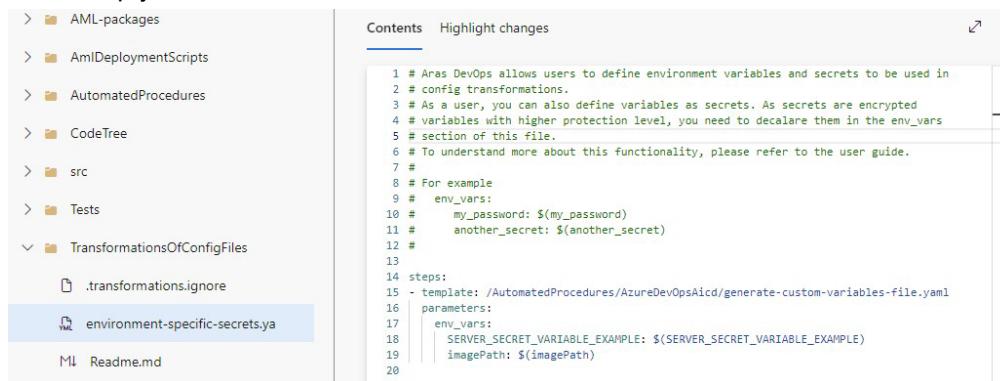 AML-packages
AmlDeploymentScripts
AutomatedProcedures
CodeTree
src
Tests
TransformationsOfConfigFiles
.transformations.ignore
YML environment-specific-secrets.ya
M↓ Readme.md
Contents Highlight changes
1 # Aras DevOps allows users to define environment variables and secrets to be used in
2 # config transformations.
3 # As a user, you can also define variables as secrets. As secrets are encrypted
4 # variables with higher protection level, you need to decalare them in the env_vars
5 # section of this file.
6 # To understand more about this functionality, please refer to the user guide.
7 #
8 # For example
9 #   env_vars:
10 #     my_password: $(my_password)
11 #     another_secret: $(another_secret)
12 #
13
14 steps:
15 - template: /AutomatedProcedures/AzureDevOpsAicd/generate-custom-variables-file.yaml
16   parameters:
17     env_vars:
18       SERVER_SECRET_VARIABLE_EXAMPLE: $(SERVER_SECRET_VARIABLE_EXAMPLE)
19       imagePath: $(imagePath)
20